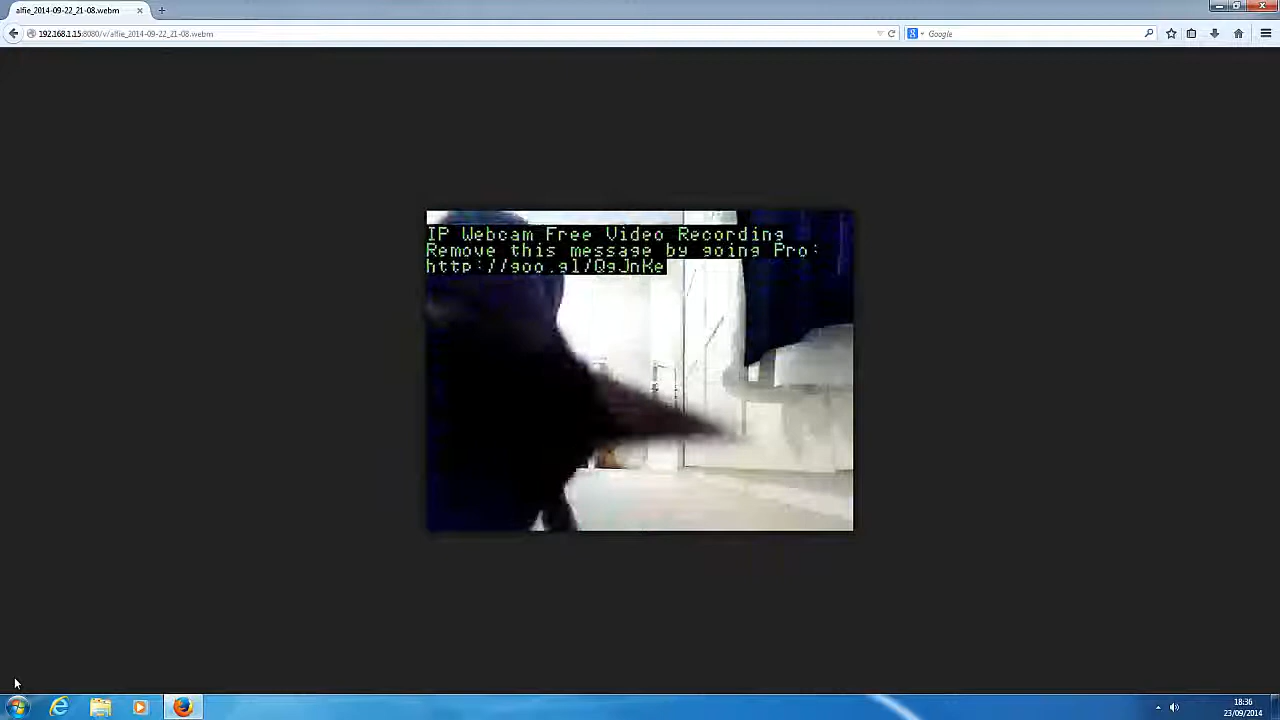 alfie_2014-09-22_21-08.webm
192.168.1.15:8080/v/alfie_2014-09-22_21-08.webm
Google
IP Webcam Free Video Recording
Remove this message by going Pro:
http://goo.gl/QgJnKe
18:36
23/09/2014